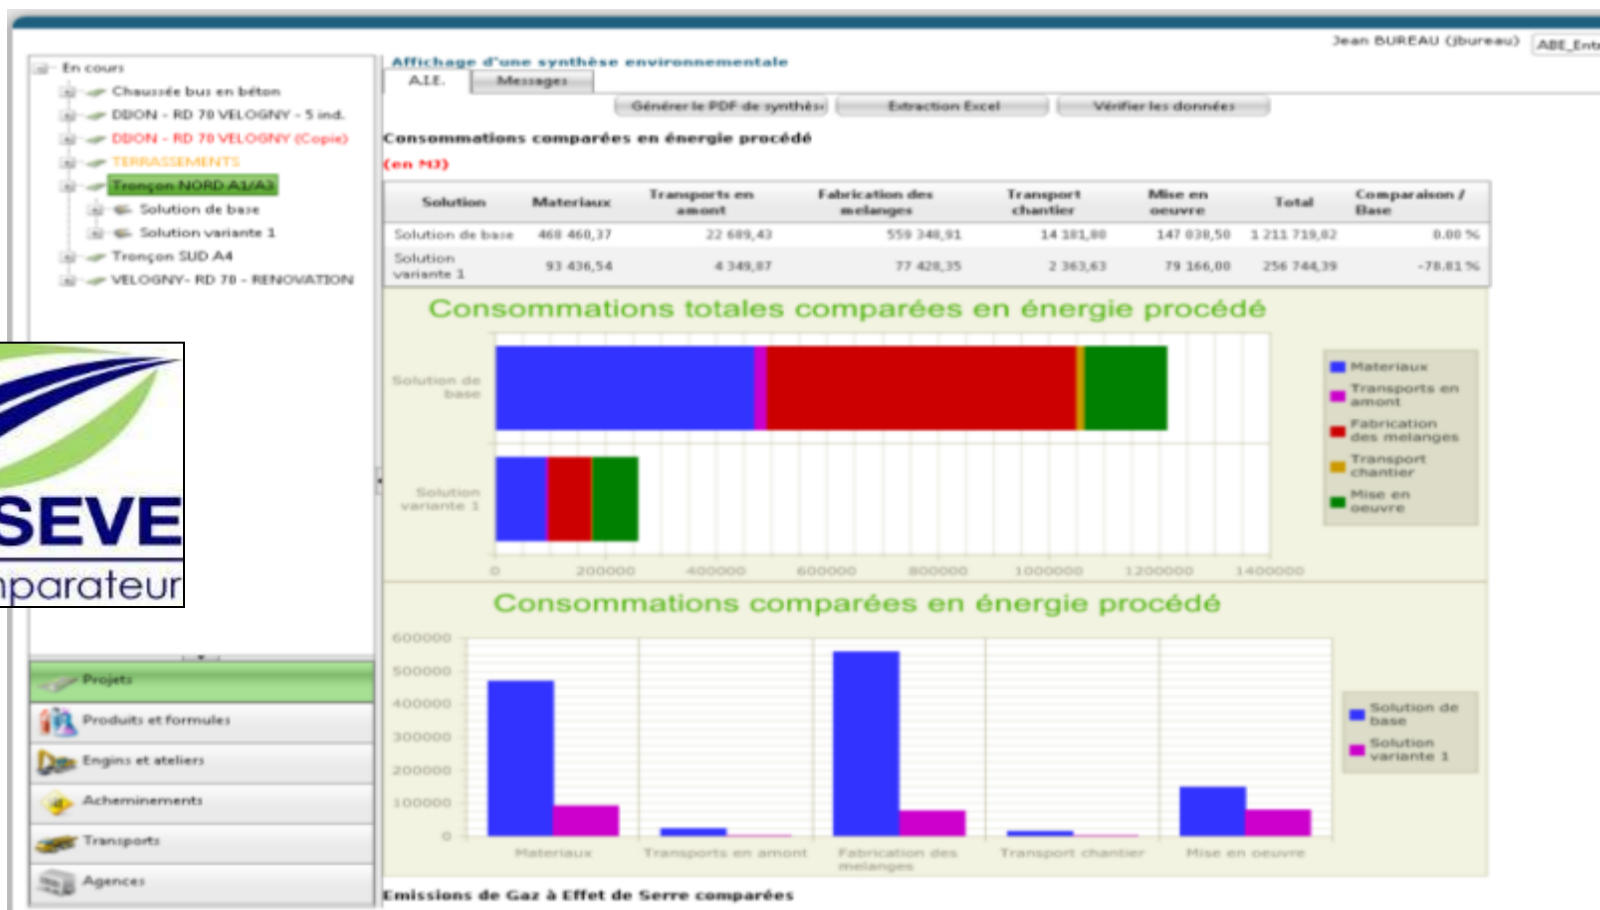 Jean BUREAU (jbureau)
ABE_Entr
En cours
Chaussée bus en béton
DIJON - RD 70 VELOGNY - 5 ind.
DIJON - RD 70 VELOGNY (Copie)
TERRASSEMENTS
Tronçon NORD A1/A3
Solution de base
Solution variante 1
Tronçon SUD A4
VELOGNY- RD 70 - RENOVATION
SEVE
mparateur
Projets
Produits et formules
Engins et ateliers
Acheminements
Transports
Agences
Affichage d'une synthèse environnementale
A.I.E. Messages
Générer le PDF de synthès Extraction Excel Vérifier les données
Consommations comparées en énergie procédé
(en MJ)
Solution Materiaux Transports en amont Fabrication des melanges Transport chantier Mise en oeuvre Total Comparaison / Base
Solution de base 468 460,37 22 689,43 559 348,91 14 181,80 147 038,50 1 211 719,02 0.00 %
Solution variante 1 93 436,54 4 349,87 77 428,35 2 363,63 79 166,00 256 744,39 -78.81 %
Consommations totales comparées en énergie procédé
Solution de
base
Solution
variante 1
0 200000 400000 600000 800000 1000000 1200000 1400000
Materiaux
Transports en
amont
Fabrication
des melanges
Transport
chantier
Mise en
oeuvre
Consommations comparées en énergie procédé
600000
500000
400000
300000
200000
100000
0
Materiaux Transports en amont Fabrication des melanges Transport chantier Mise en oeuvre
Solution de
base
Solution
variante 1
Emissions de Gaz à Effet de Serre comparées